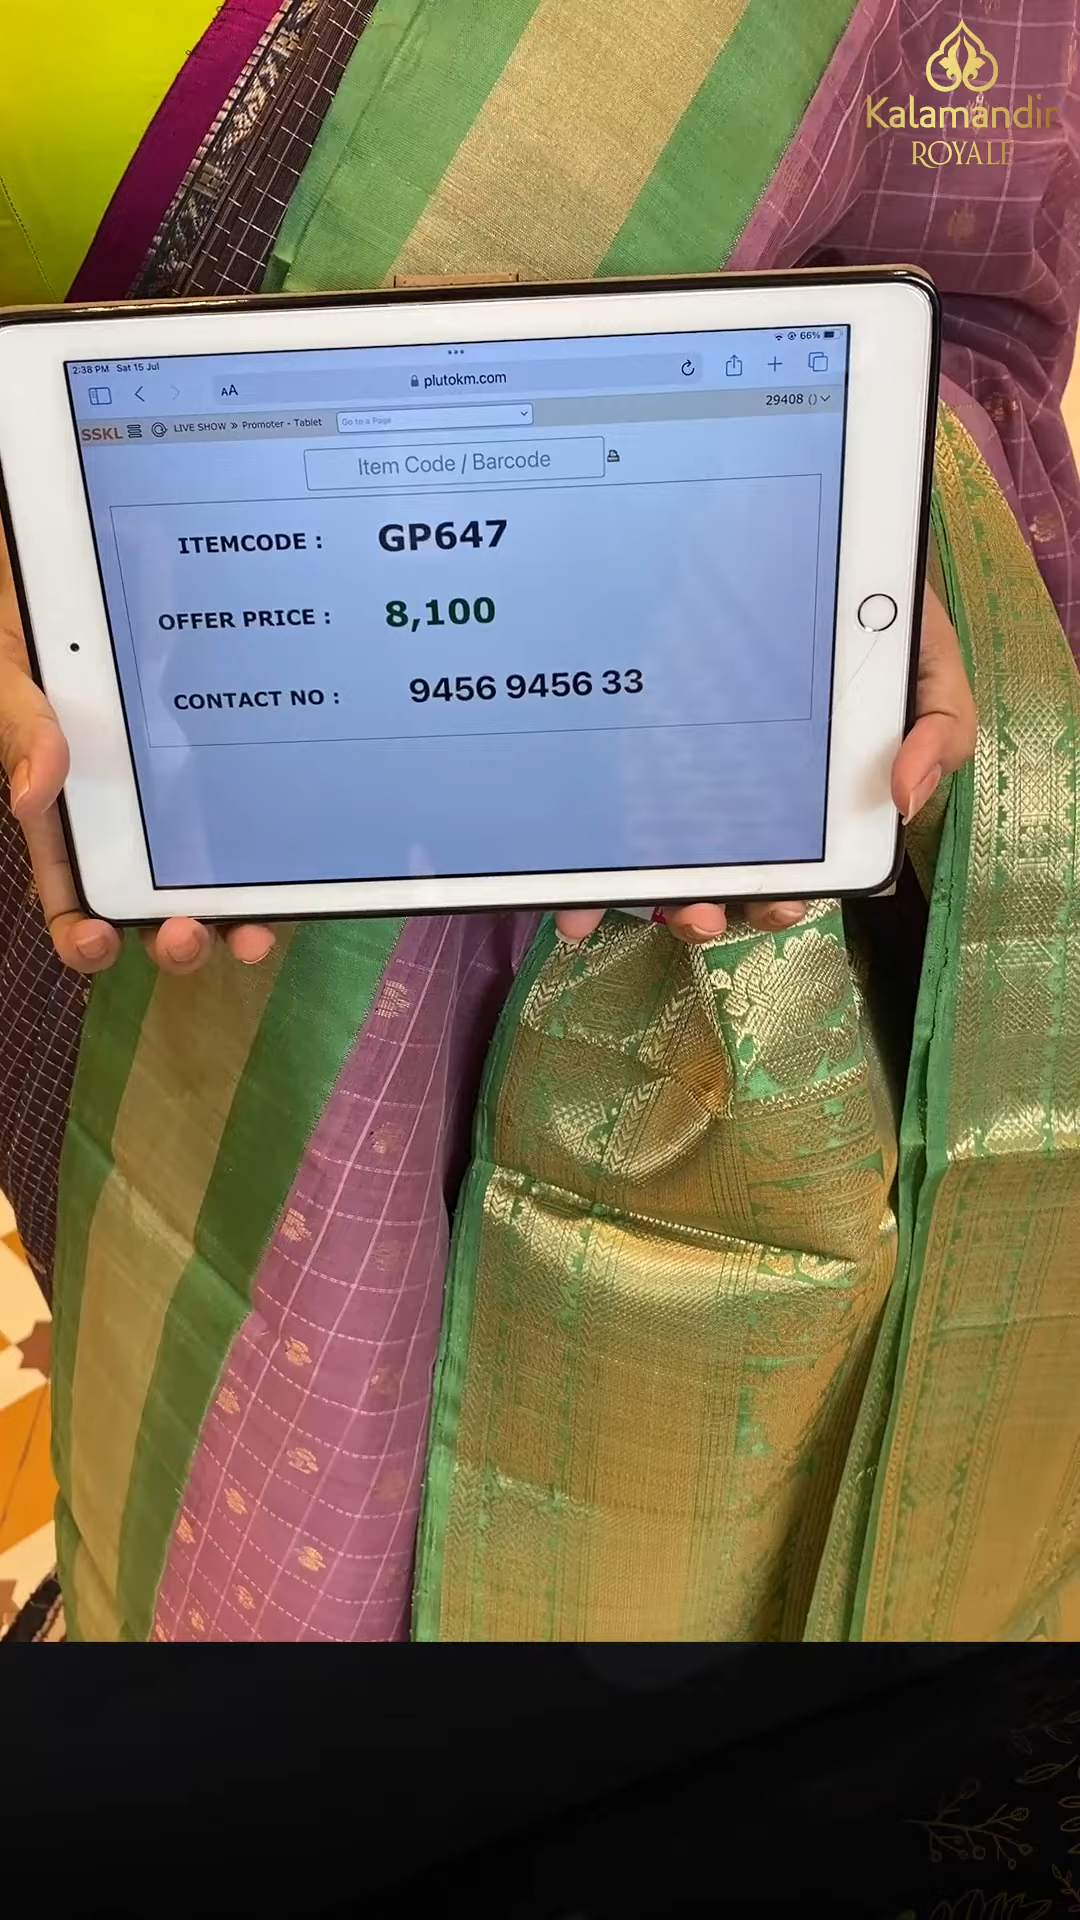 Kalamandir
ROYALE
2:38 PM Sat 15 Jul
66%
AA
plutokm.com
SSKL
LIVE SHOW » Promoter - Tablet
Go to a Page
29408 ()
Item Code / Barcode
ITEMCODE : GP647
OFFER PRICE : 8,100
CONTACT NO : 9456 9456 33